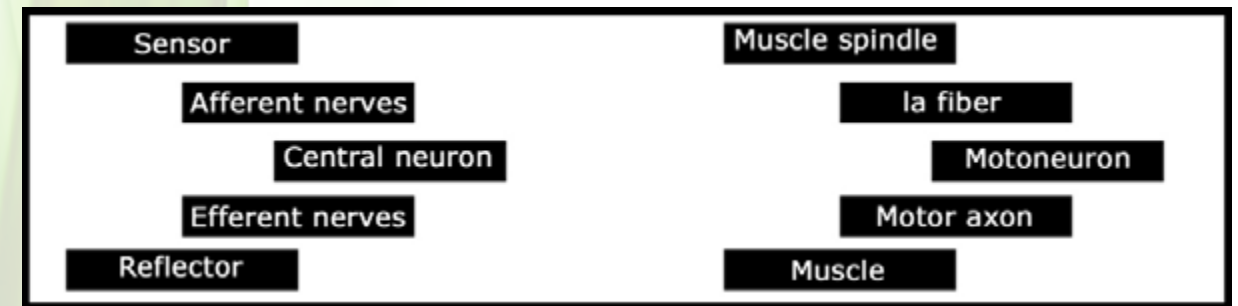 Sensor
Afferent nerves
Central neuron
Efferent nerves
Reflector
Muscle spindle
la fiber
Motoneuron
Motor axon
Muscle